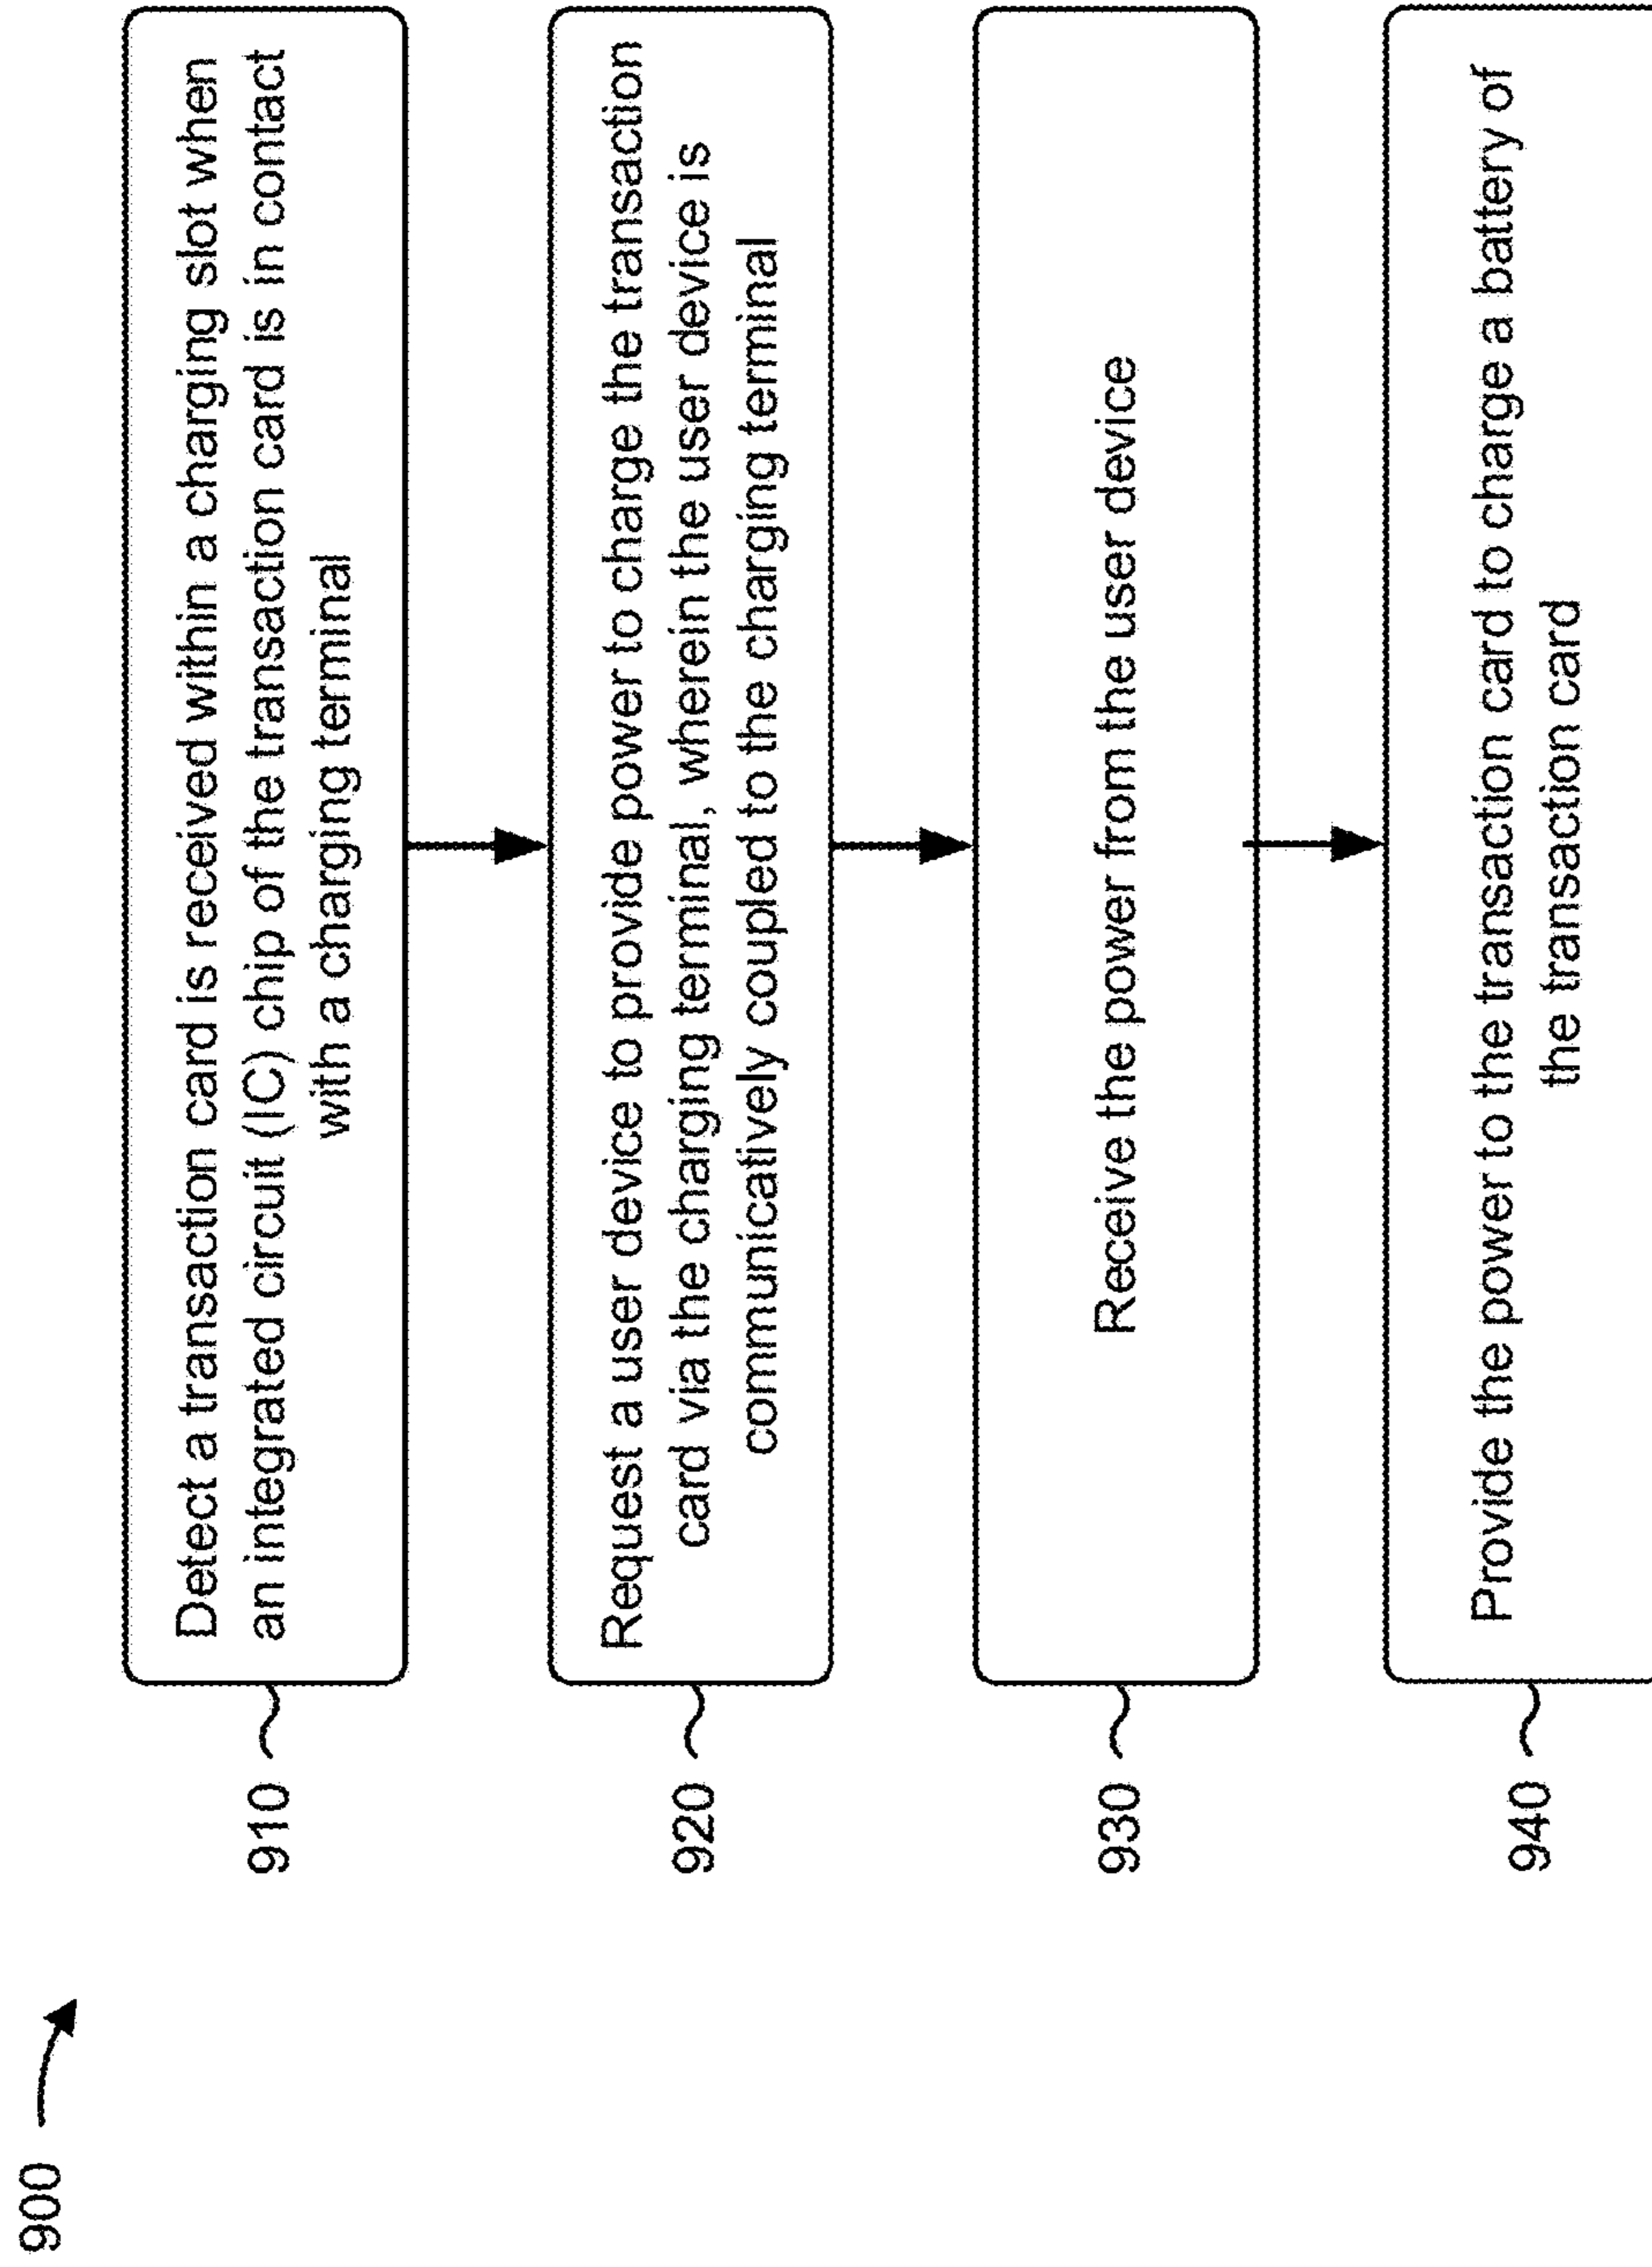 900
910
Detect a transaction card is received within a charging slot when
an integrated circuit (IC) chip of the transaction card is in contact
with a charging terminal
920
Request a user device to provide power to charge the transaction
card via the charging terminal, wherein the user device is
communicatively coupled to the charging terminal
930
Receive the power from the user device
940
Provide the power to the transaction card to charge a battery of
the transaction card